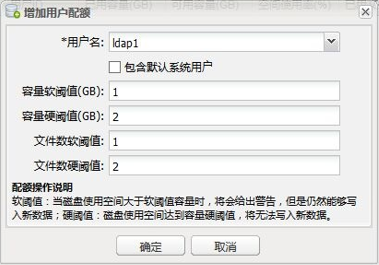 增加用户配额
*用户名: ldap1
包含默认系统用户
容量软阈值(GB): 1
容量硬阈值(GB): 2
文件数软阈值: 1
文件数硬阈值: 2
配额操作说明
软阈值：当磁盘使用空间大于软阈值容量时，将会给出警告，但是仍然能够写
入新数据；硬阈值：磁盘使用空间达到容量硬阈值，将无法写入新数据。
确定 取消